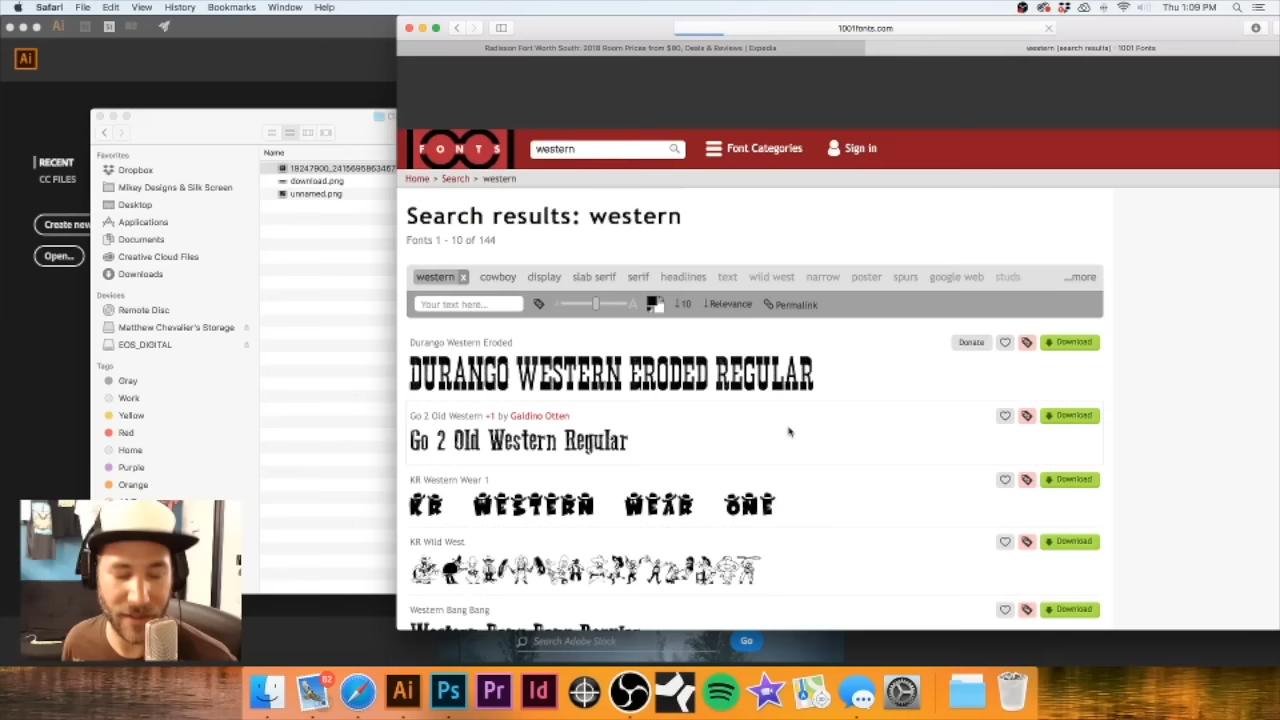 Safari File Edit View History Bookmarks Window Help
Thu 1:09 PM
Ai
1001fonts.com
Radisson Fort Worth South: 2018 Room Prices from $80, Deals & Reviews | Expedia
western [search results] · 1001 Fonts
Ai
RECENT
CC FILES
Create new
Open...
Favorites
Dropbox
Mikey Designs & Silk Screen
Desktop
Applications
Documents
Creative Cloud Files
Downloads
Devices
Remote Disc
Matthew Chevalier's Storage
EOS_DIGITAL
Tags
Gray
Work
Yellow
Red
Home
Purple
Orange
Name
download.png
unnamed.png
FONTS
western
Font Categories
Sign in
Home > Search > western
Search results: western
Fonts 1 - 10 of 144
western x cowboy display slab serif serif headlines text wild west narrow poster spurs google web studs ...more
Your text here...
A A
↓10 ↓Relevance Permalink
Durango Western Eroded
Donate Download
DURANGO WESTERN ERODED REGULAR
Go 2 Old Western +1 by Galdino Otten
Download
Go 2 Old Western Regular
KR Western Wear 1
Download
KR WESTERN WEAR ONE
KR Wild West
Download
Western Bang Bang
Download
Western Bang Bang Regular
Search Adobe Stock
Go
82
Ai Ps Pr Id